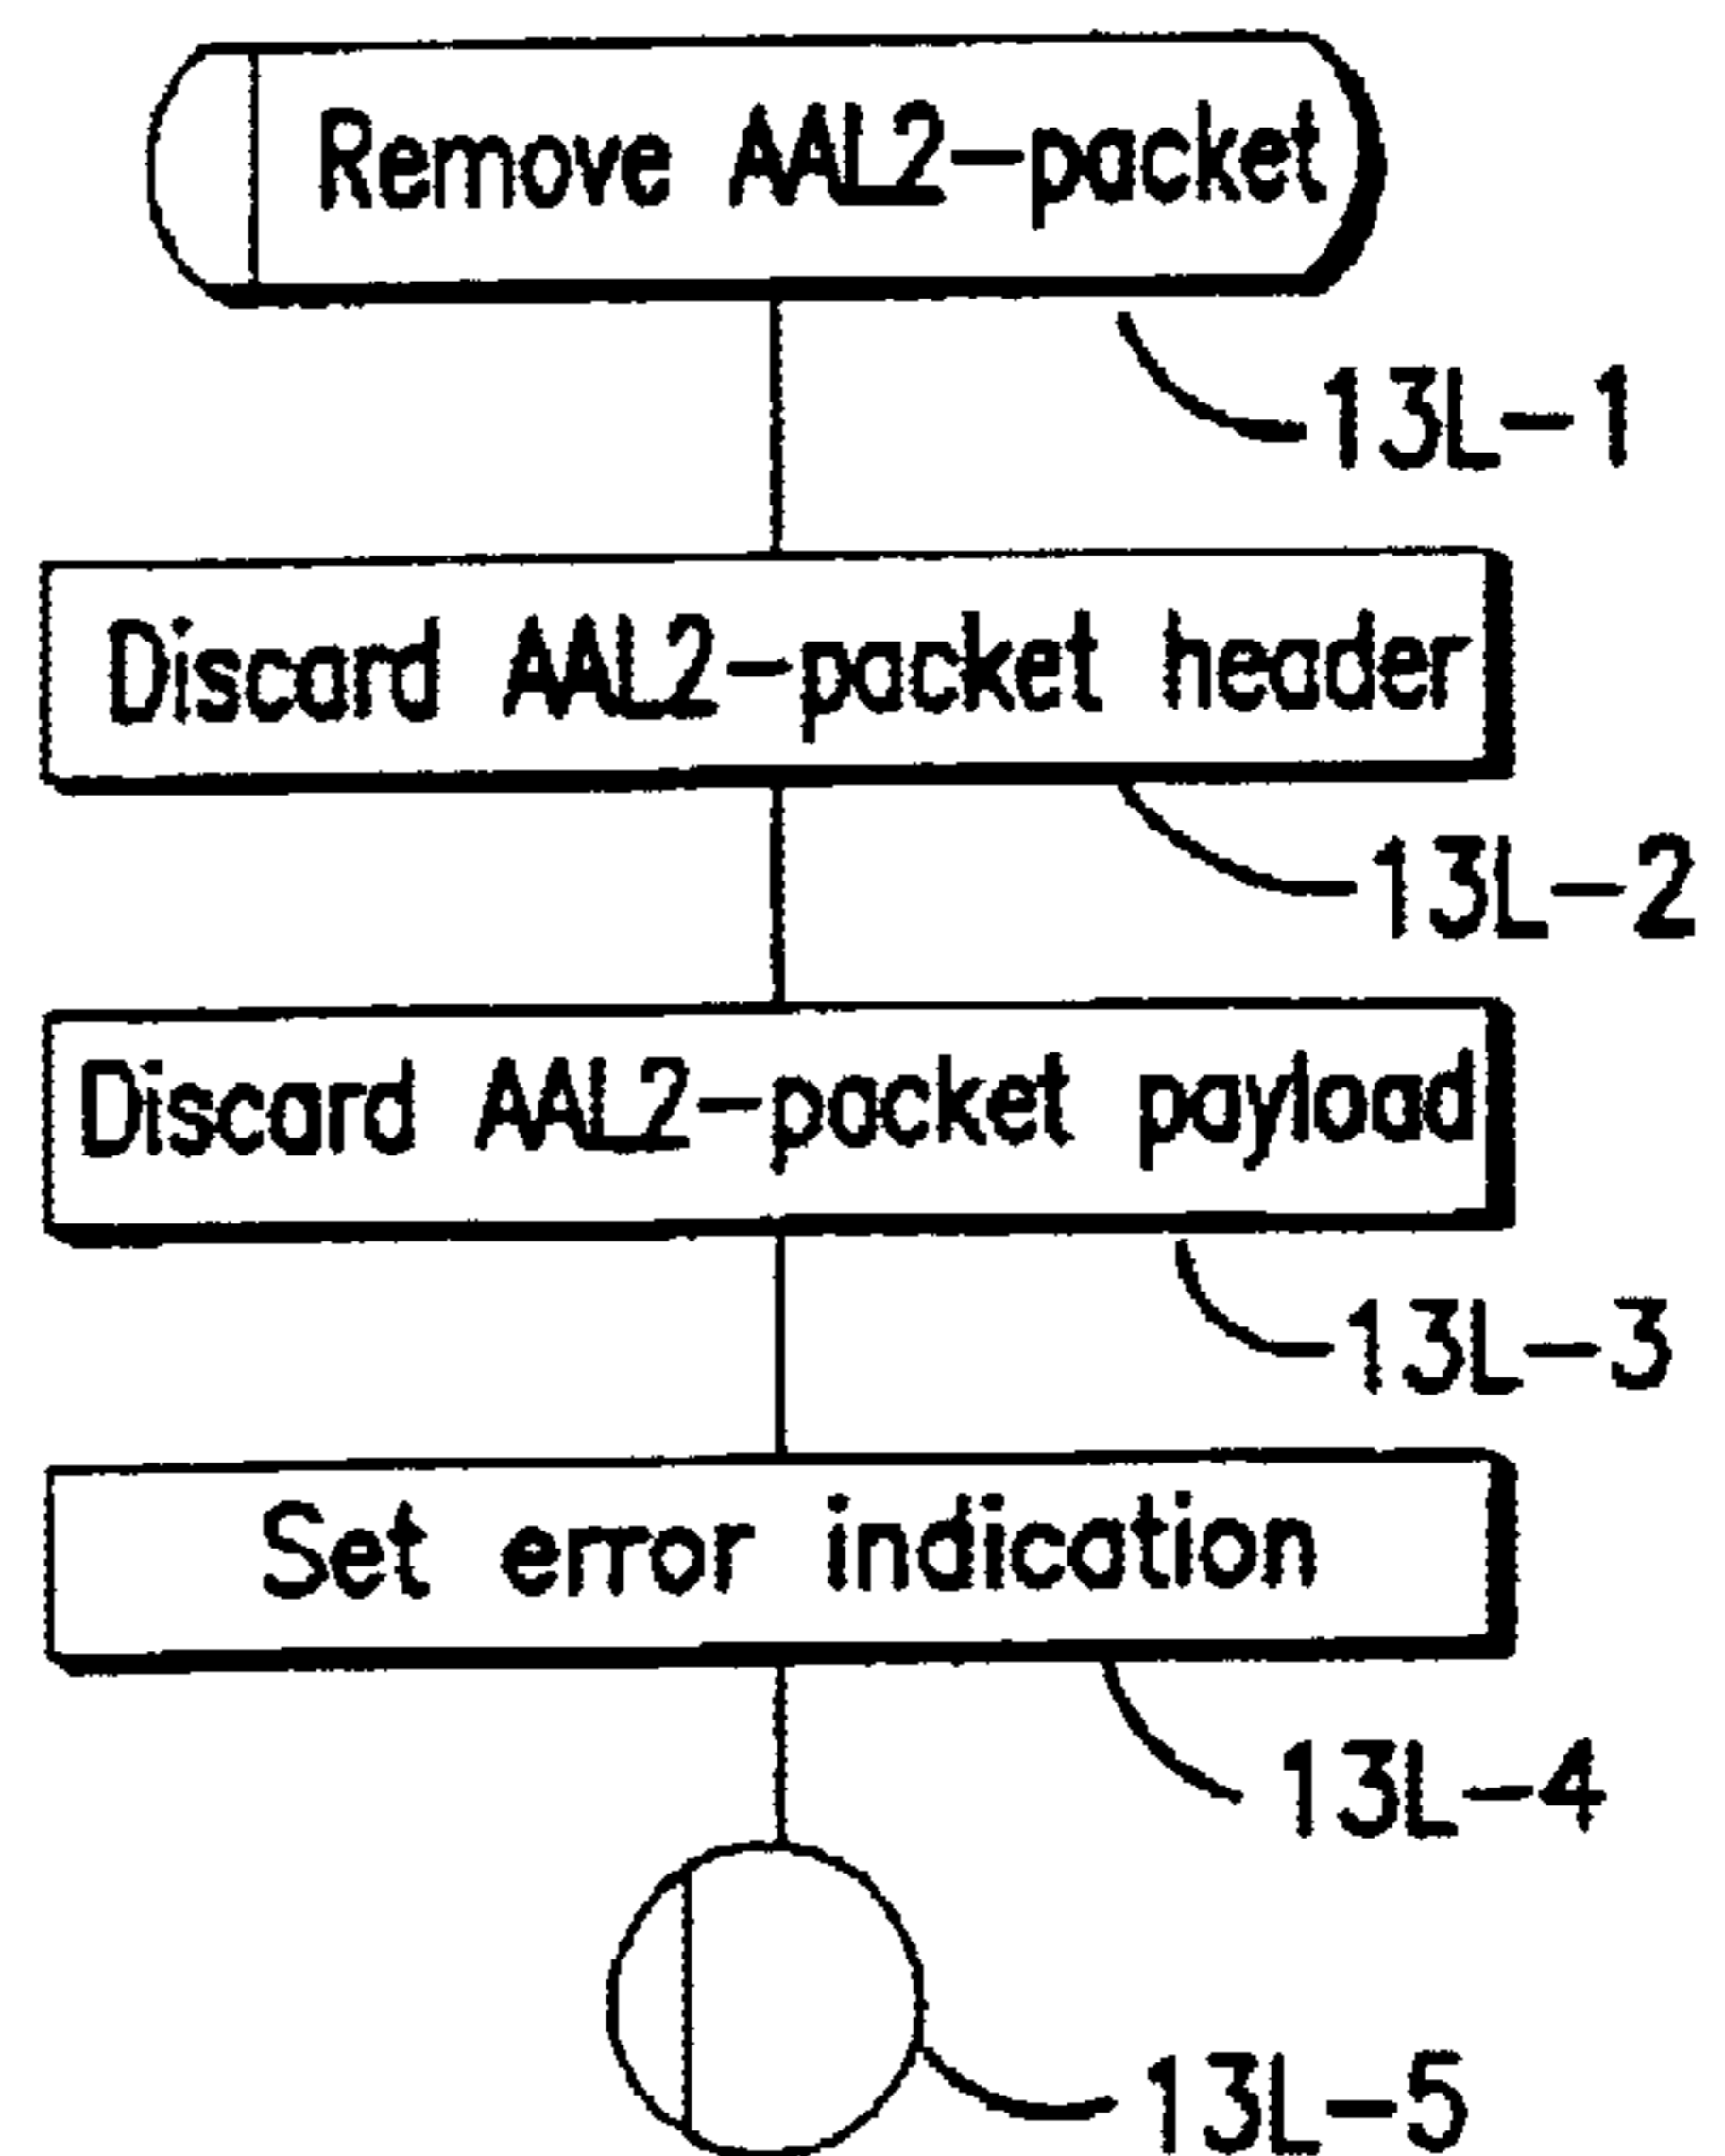 Remove AAL2-packet
13L-1
Discard AAL2-packet header
13L-2
Discard AAL2-packet payload
13L-3
Set error indication
13L-4
13L-5